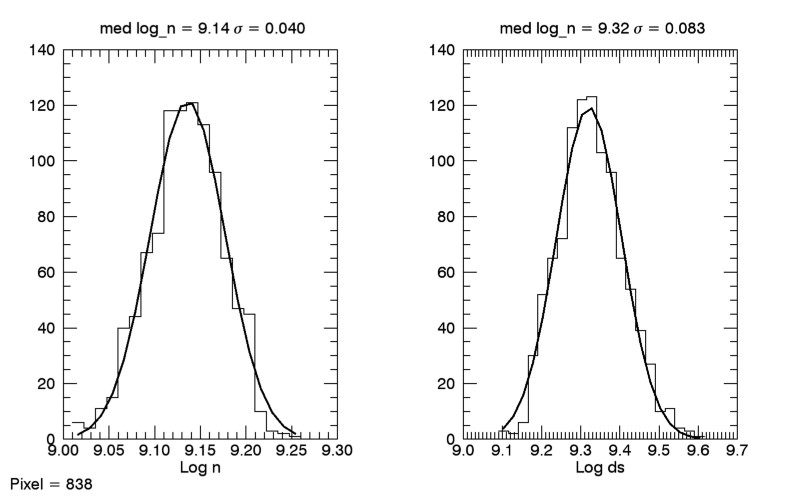 med log_n = 9.14 σ = 0.040
140
120
100
80
60
40
20
0
9.00 9.05 9.10 9.15 9.20 9.25 9.30
Log n
med log_n = 9.32 σ = 0.083
140
120
100
80
60
40
20
0
9.0 9.1 9.2 9.3 9.4 9.5 9.6 9.7
Log ds
Pixel = 838